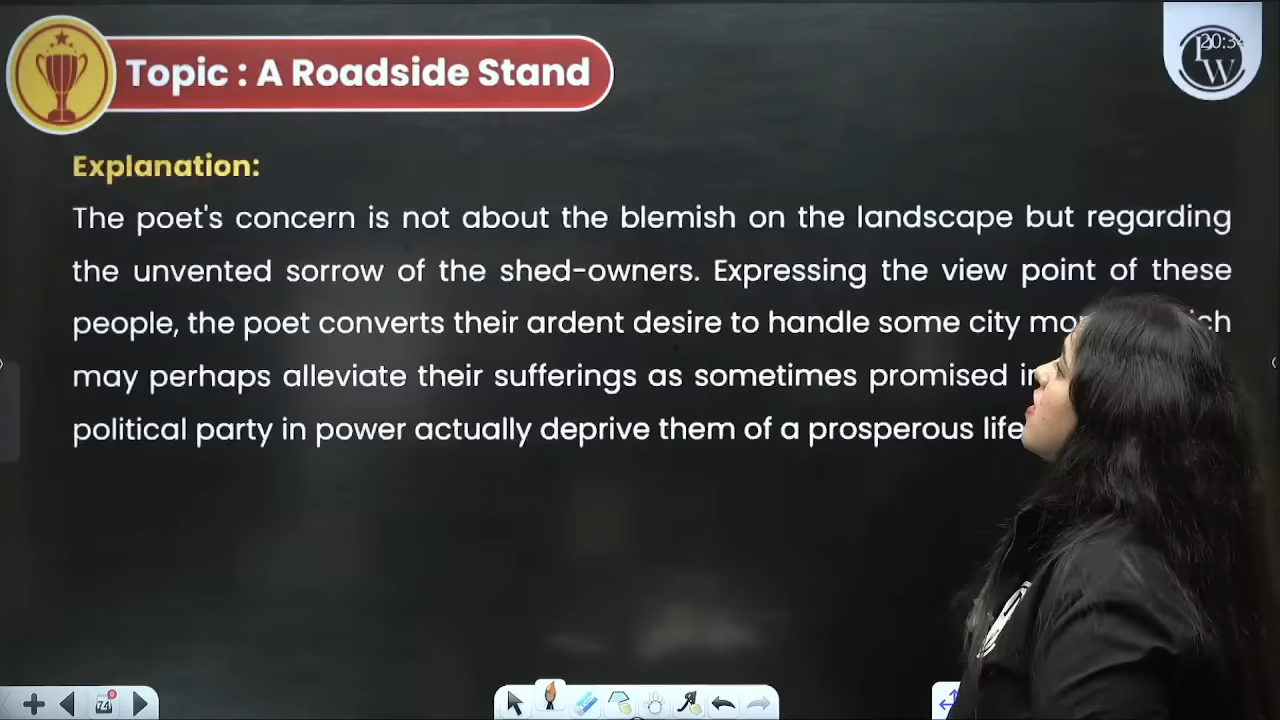 Topic : A Roadside Stand
20:3
W
Explanation:
The poet's concern is not about the blemish on the landscape but regarding
the unvented sorrow of the shed-owners. Expressing the view point of these
people, the poet converts their ardent desire to handle some city
may perhaps alleviate their sufferings as sometimes promised
political party in power actually deprive them of a prosperous life
74